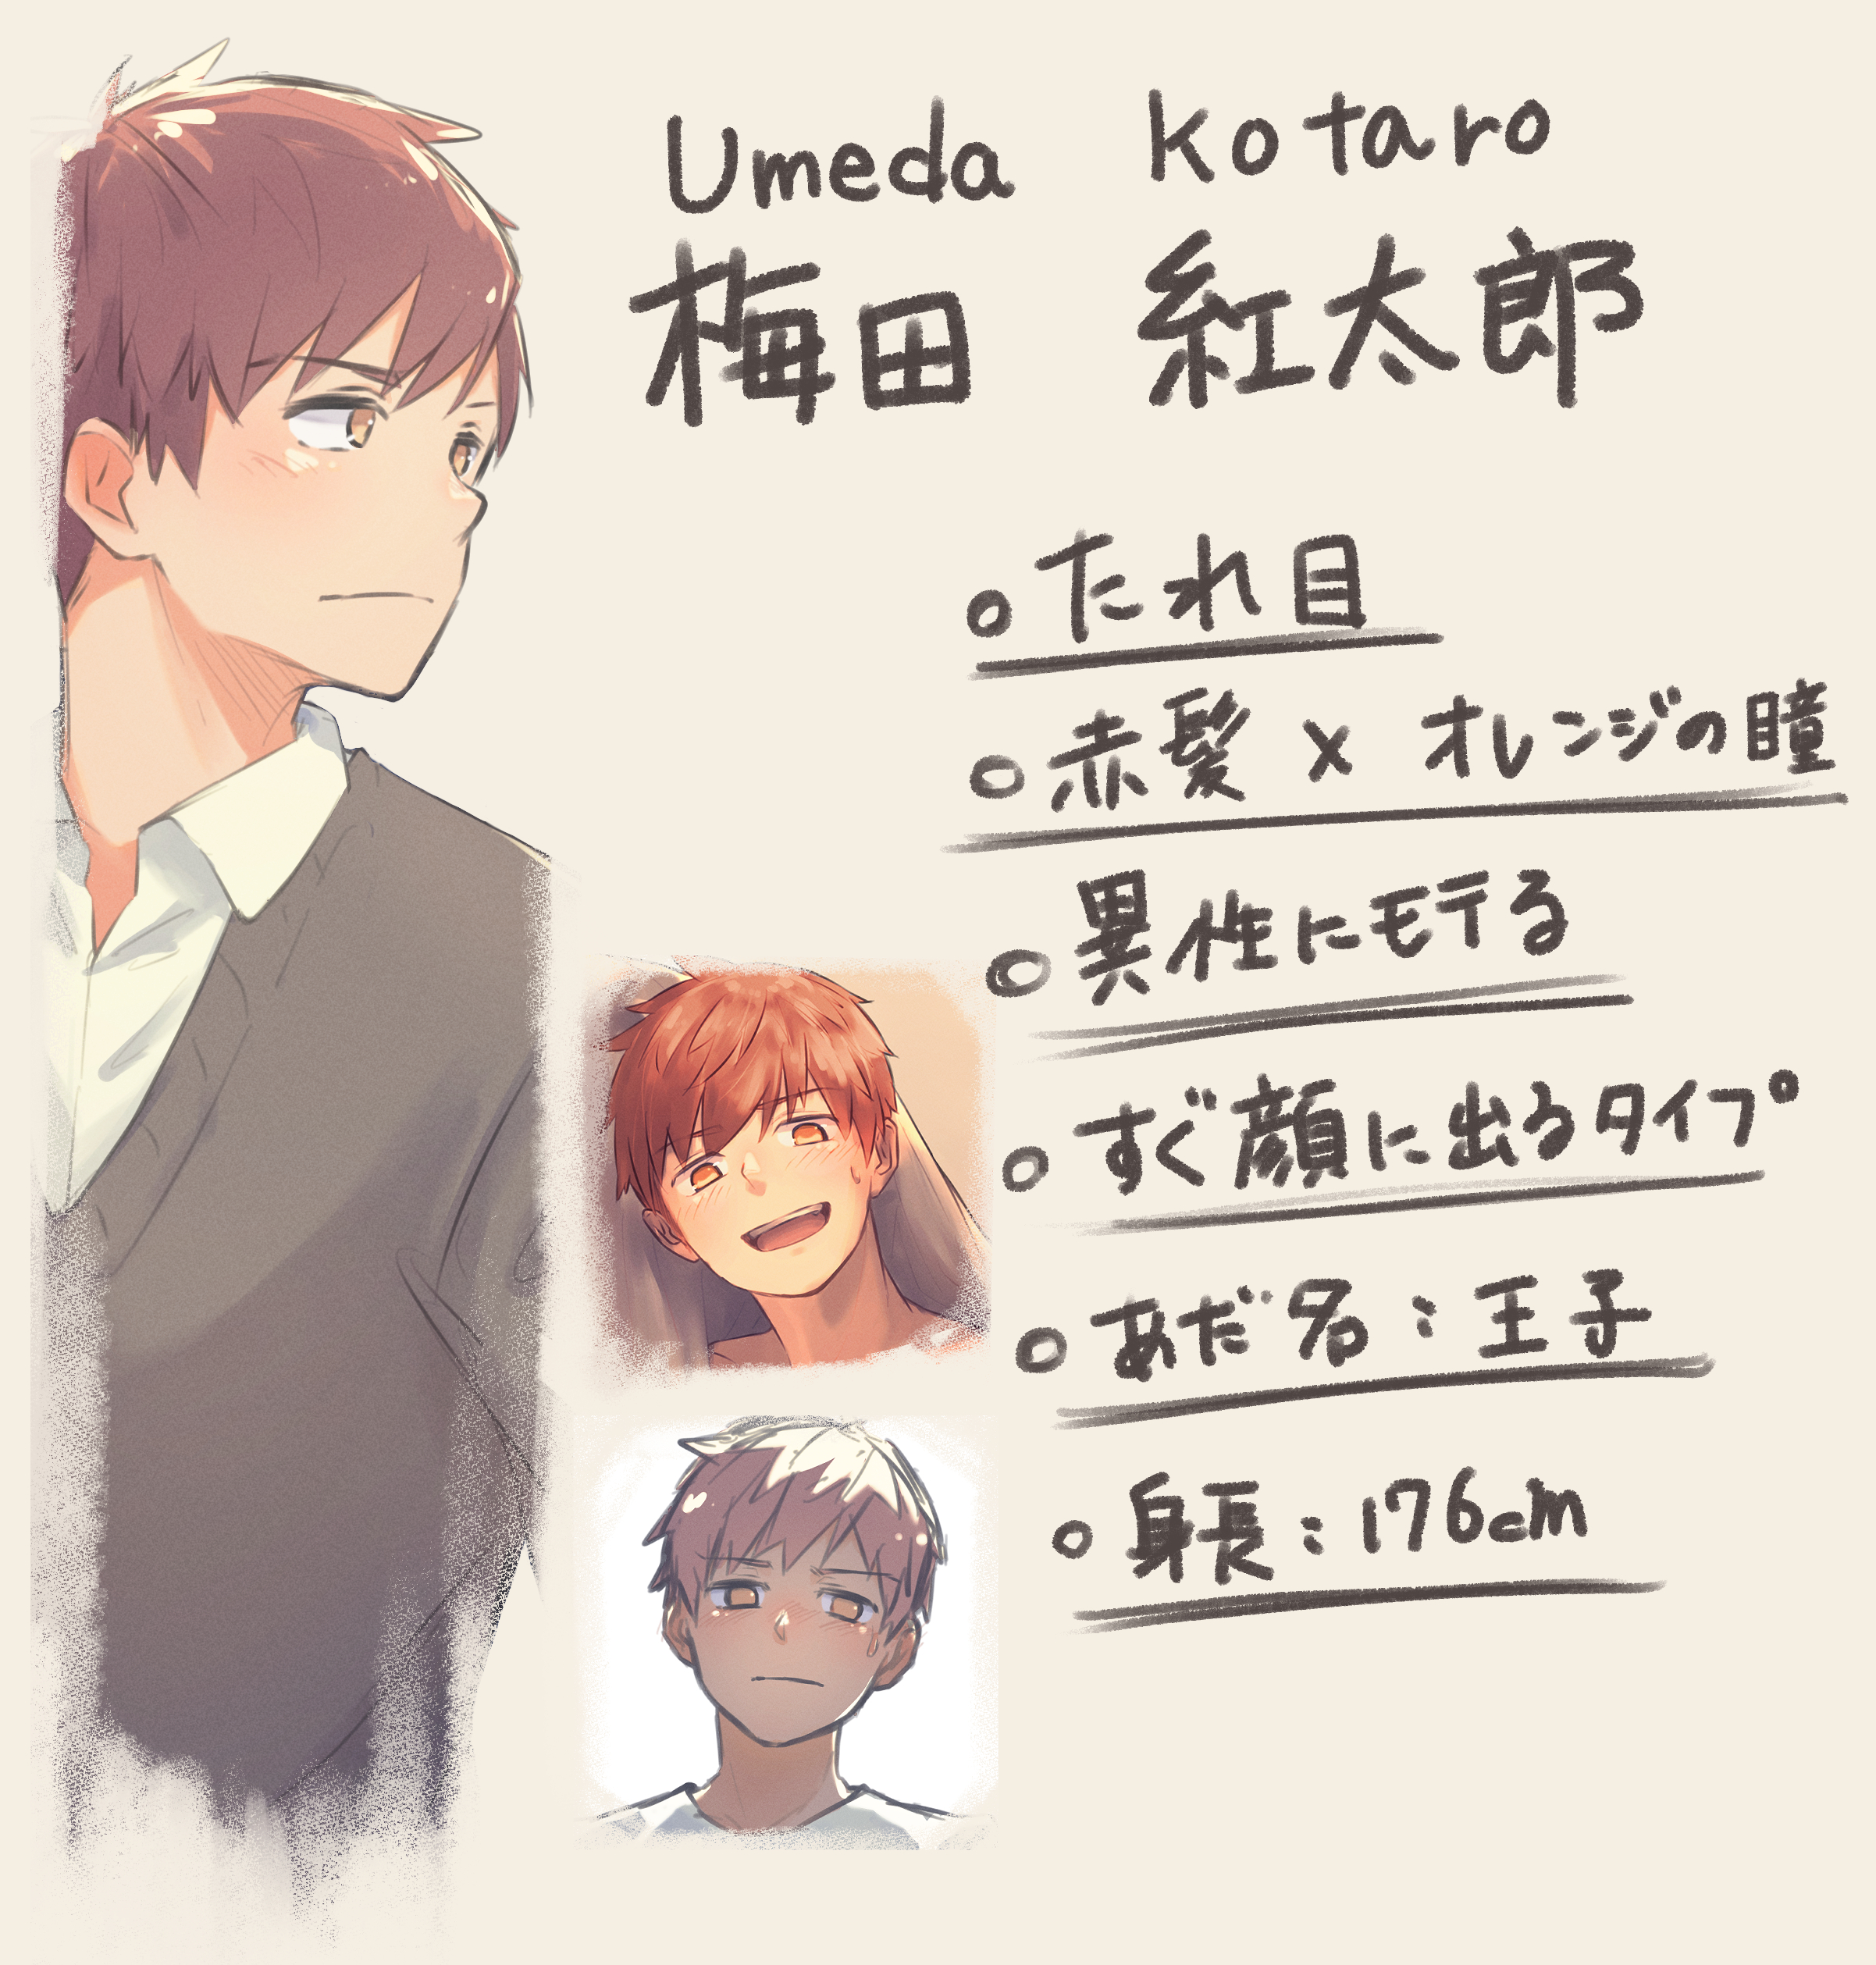 Umeda kotaro
梅田 紅太郎
○たれ目
○赤髪 x オレンジの瞳
○異性にモテる
○すぐ顔に出るタイプ
○あだ名：王子
○身長：176cm